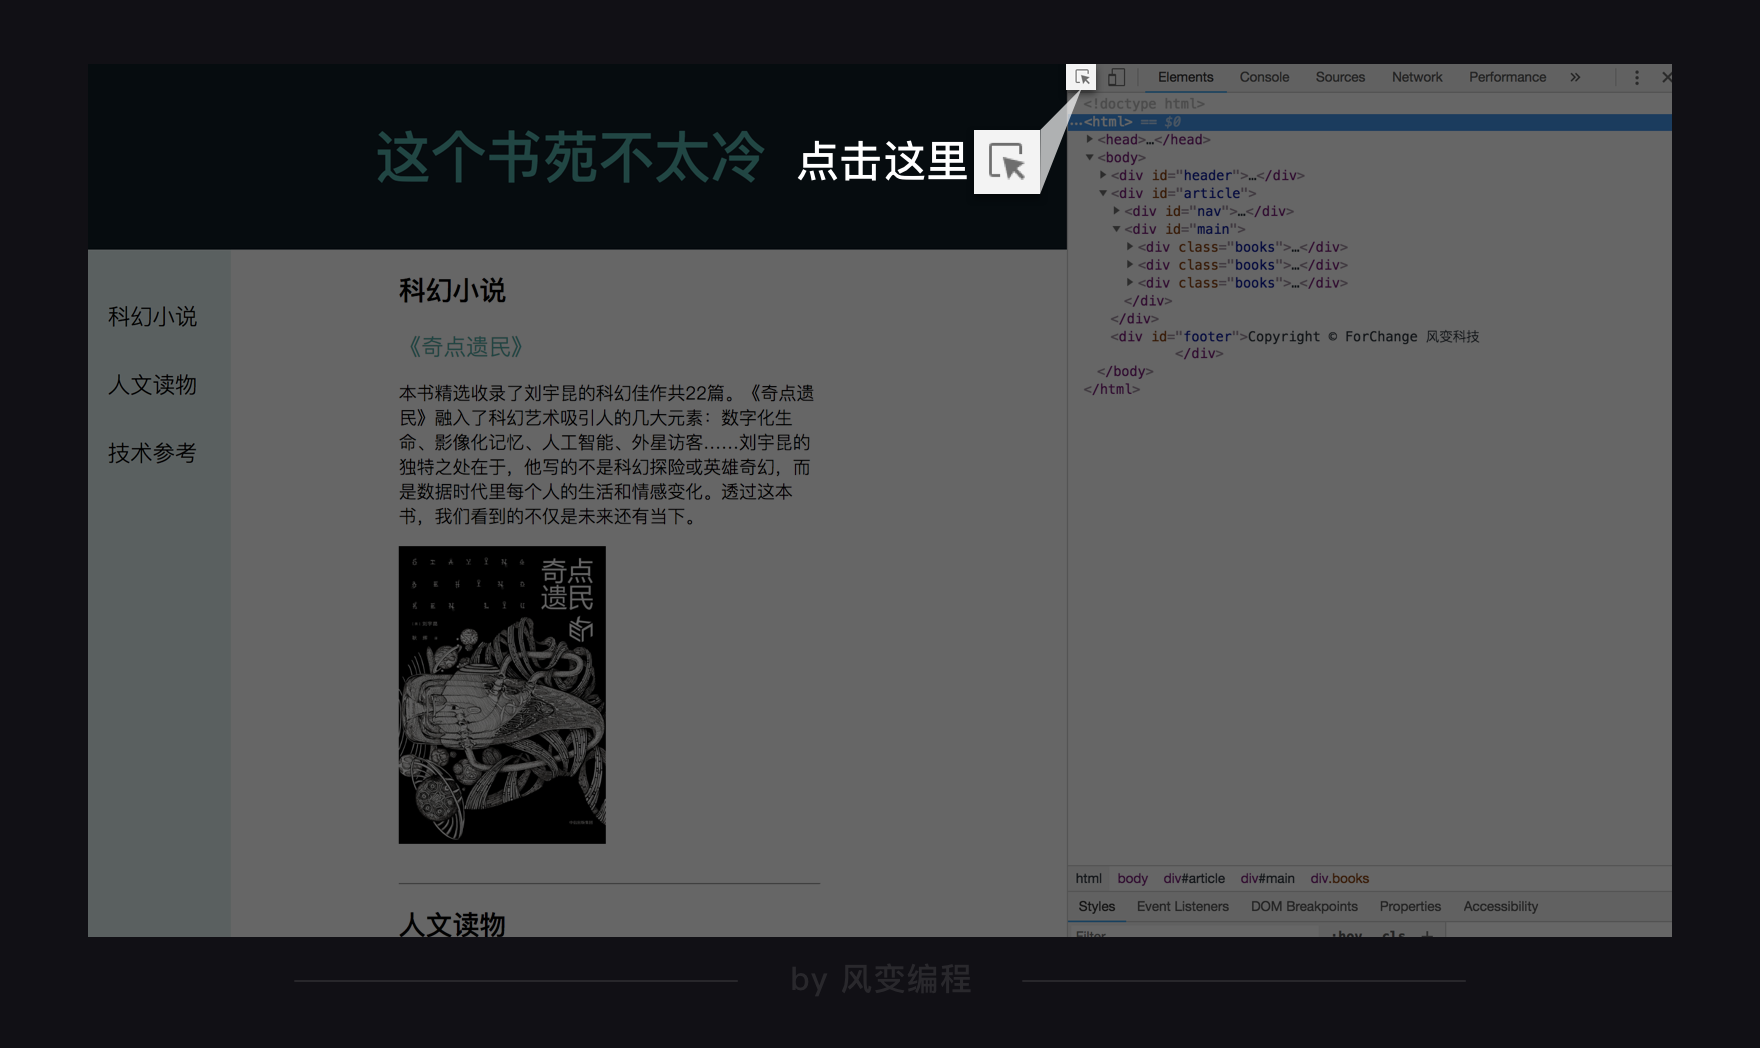 这个书苑不太冷
点击这里
科幻小说
人文读物
技术参考
科幻小说
《奇点遗民》
本书精选收录了刘宇昆的科幻佳作共22篇。《奇点遗
民》融入了科幻艺术吸引人的几大元素：数字化生
命、影像化记忆、人工智能、外星访客……刘宇昆的
独特之处在于，他写的不是科幻探险或英雄奇幻，而
是数据时代里每个人的生活和情感变化。透过这本
书，我们看到的不仅是未来还有当下。
奇点
遗民
人文读物
Elements Console Sources Network Performance »
<!doctype html>
…<html> == $0
<head>…</head>
<body>
<div id="header">…</div>
<div id="article">
<div id="nav">…</div>
<div id="main">
<div class="books">…</div>
<div class="books">…</div>
<div class="books">…</div>
</div>
</div>
<div id="footer">Copyright © ForChange 风变科技
</div>
</body>
</html>
html body div#article div#main div.books
Styles Event Listeners DOM Breakpoints Properties Accessibility
Filter :hov .cls +
by 风变编程